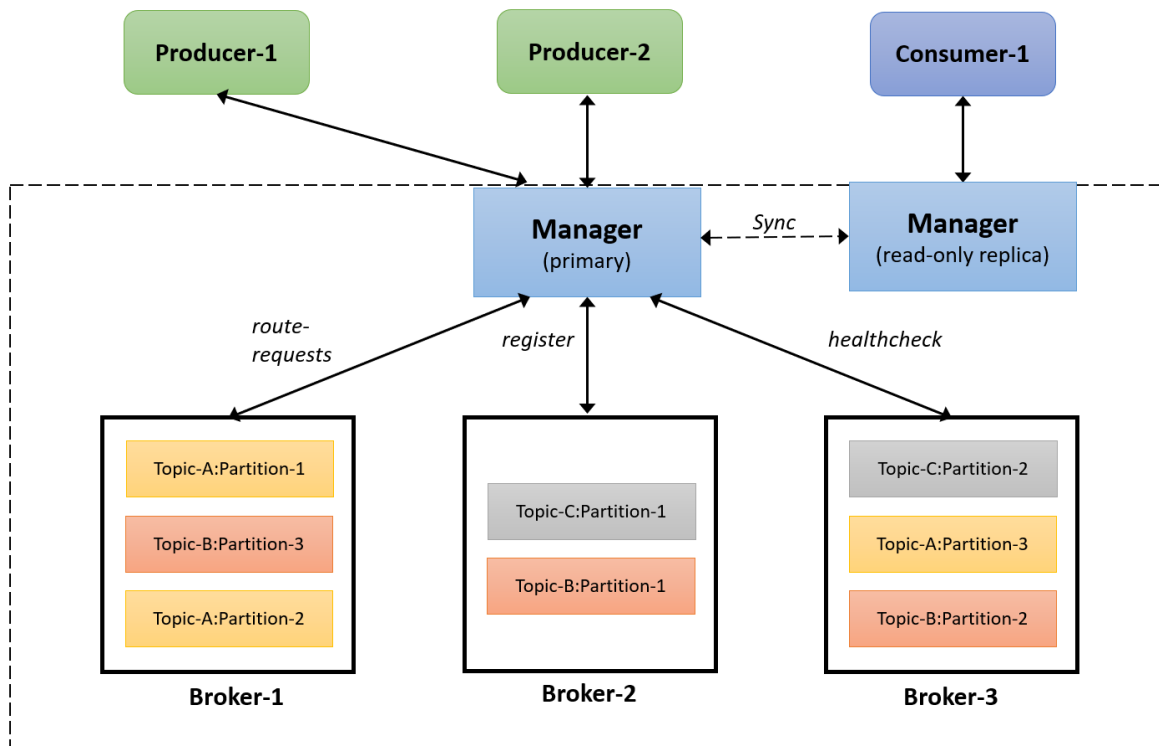 Producer-1
Producer-2
Consumer-1
Manager
(primary)
Sync
Manager
(read-only replica)
route-
requests
register
healthcheck
Topic-A:Partition-1
Topic-B:Partition-3
Topic-A:Partition-2
Broker-1
Topic-C:Partition-1
Topic-B:Partition-1
Broker-2
Topic-C:Partition-2
Topic-A:Partition-3
Topic-B:Partition-2
Broker-3